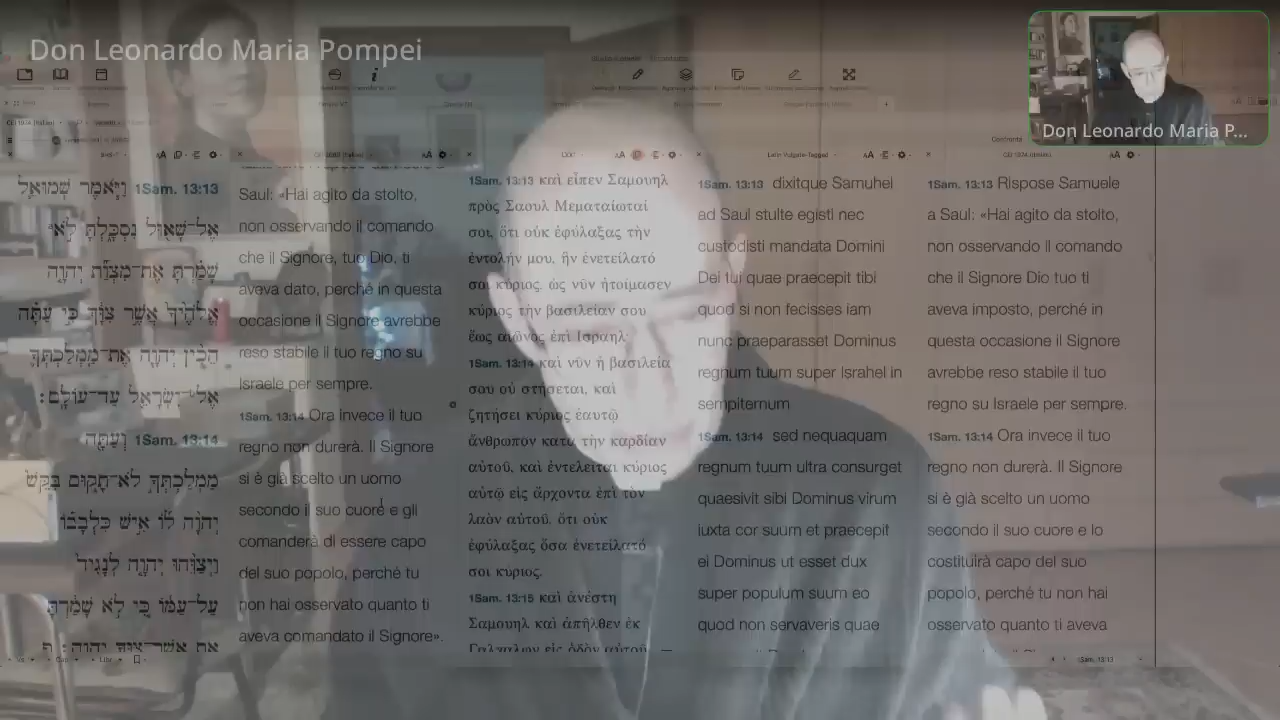 Don Leonardo Maria Pompei
Don Leonardo Maria P...
1Sam. 13:13 וַיֹּאמֶר שְׁמוּאֵל
אֶל־שָׁאוּל נִסְכָּלְתָּ לֹא
שָׁמַרְתָּ אֶת־מִצְוַת יְהוָה
אֱלֹהֶיךָ אֲשֶׁר צִוָּךְ כִּי עַתָּה
הֵכִין יְהוָה אֶת־מַמְלַכְתְּךָ
אֶל־יִשְׂרָאֵל עַד־עוֹלָם׃
1Sam. 13:14 וְעַתָּה
מַמְלַכְתְּךָ לֹא־תָקוּם בִּקֵּשׁ
יְהוָה לוֹ אִישׁ כִּלְבָבוֹ
וַיְצַוֵּהוּ יְהוָה לְנָגִיד
עַל־עַמּוֹ כִּי לֹא שָׁמַרְתָּ
אֵת אֲשֶׁר־צִוְּךָ יְהוָה׃ פ
Saul: «Hai agito da stolto,
non osservando il comando
che il Signore, tuo Dio, ti
aveva dato, perché in questa
occasione il Signore avrebbe
reso stabile il tuo regno su
Israele per sempre.
1Sam. 13:14 Ora invece il tuo
regno non durerà. Il Signore
si è già scelto un uomo
secondo il suo cuore e gli
comanderà di essere capo
del suo popolo, perché tu
non hai osservato quanto ti
aveva comandato il Signore».
LXX
1Sam. 13:13 καὶ εἶπεν Σαμουηλ
πρὸς Σαουλ Μεματαίωταί
σοι, ὅτι οὐκ ἐφύλαξας τὴν
ἐντολήν μου, ἣν ἐνετείλατό
σοι κύριος. ὡς νῦν ἡτοίμασεν
κύριος τὴν βασιλείαν σου
ἕως αἰῶνος ἐπὶ Ισραηλ·
1Sam. 13:14 καὶ νῦν ἡ βασιλεία
σου οὐ στήσεται, καὶ
ζητήσει κύριος ἑαυτῷ
ἄνθρωπον κατὰ τὴν καρδίαν
αὐτοῦ, καὶ ἐντελεῖται κύριος
αὐτῷ εἰς ἄρχοντα ἐπὶ τὸν
λαὸν αὐτοῦ, ὅτι οὐκ
ἐφύλαξας ὅσα ἐνετείλατό
σοι κύριος.
1Sam. 13:15 καὶ ἀνέστη
Σαμουηλ καὶ ἀπῆλθεν ἐκ
Γαλγαλων εἰς ὁδὸν αὐτοῦ
Latin Vulgate-Tagged
1Sam. 13:13 dixitque Samuhel
ad Saul stulte egisti nec
custodisti mandata Domini
Dei tui quae praecepit tibi
quod si non fecisses iam
nunc praeparasset Dominus
regnum tuum super Israhel in
sempiternum
1Sam. 13:14 sed nequaquam
regnum tuum ultra consurget
quaesivit sibi Dominus virum
iuxta cor suum et praecepit
ei Dominus ut esset dux
super populum suum eo
quod non servaveris quae
1Sam. 13:13 Rispose Samuele
a Saul: «Hai agito da stolto,
non osservando il comando
che il Signore Dio tuo ti
aveva imposto, perché in
questa occasione il Signore
avrebbe reso stabile il tuo
regno su Israele per sempre.
1Sam. 13:14 Ora invece il tuo
regno non durerà. Il Signore
si è già scelto un uomo
secondo il suo cuore e lo
costituirà capo del suo
popolo, perché tu non hai
osservato quanto ti aveva
1Sam. 13:13